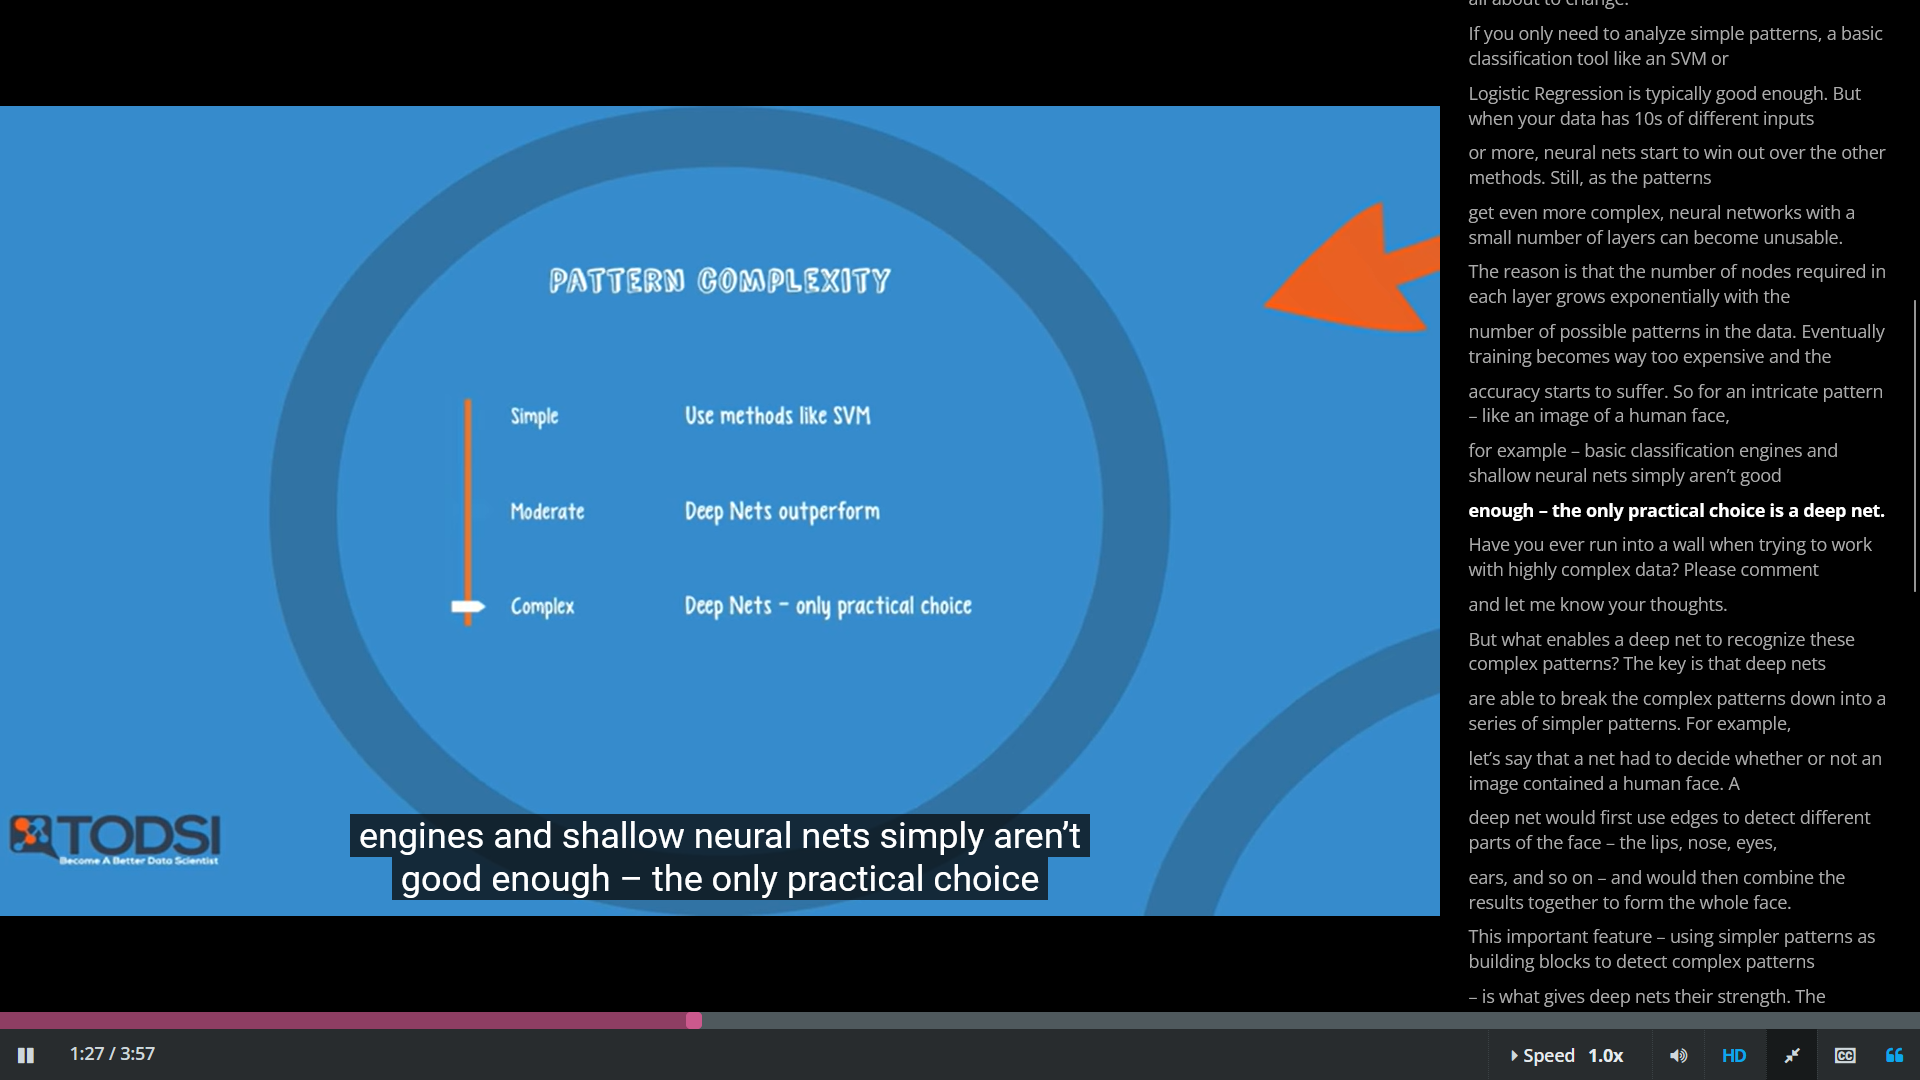 PATTERN COMPLEXITY
Simple Use methods like SVM
Moderate Deep Nets outperform
Complex Deep Nets - only practical choice
TODSI
Become A Better Data Scientist
engines and shallow neural nets simply aren’t
good enough – the only practical choice
all about to change.
If you only need to analyze simple patterns, a basic
classification tool like an SVM or
Logistic Regression is typically good enough. But
when your data has 10s of different inputs
or more, neural nets start to win out over the other
methods. Still, as the patterns
get even more complex, neural networks with a
small number of layers can become unusable.
The reason is that the number of nodes required in
each layer grows exponentially with the
number of possible patterns in the data. Eventually
training becomes way too expensive and the
accuracy starts to suffer. So for an intricate pattern
– like an image of a human face,
for example – basic classification engines and
shallow neural nets simply aren’t good
enough – the only practical choice is a deep net.
Have you ever run into a wall when trying to work
with highly complex data? Please comment
and let me know your thoughts.
But what enables a deep net to recognize these
complex patterns? The key is that deep nets
are able to break the complex patterns down into a
series of simpler patterns. For example,
let’s say that a net had to decide whether or not an
image contained a human face. A
deep net would first use edges to detect different
parts of the face – the lips, nose, eyes,
ears, and so on – and would then combine the
results together to form the whole face.
This important feature – using simpler patterns as
building blocks to detect complex patterns
– is what gives deep nets their strength. The
1:27 / 3:57
Speed 1.0x
HD
CC